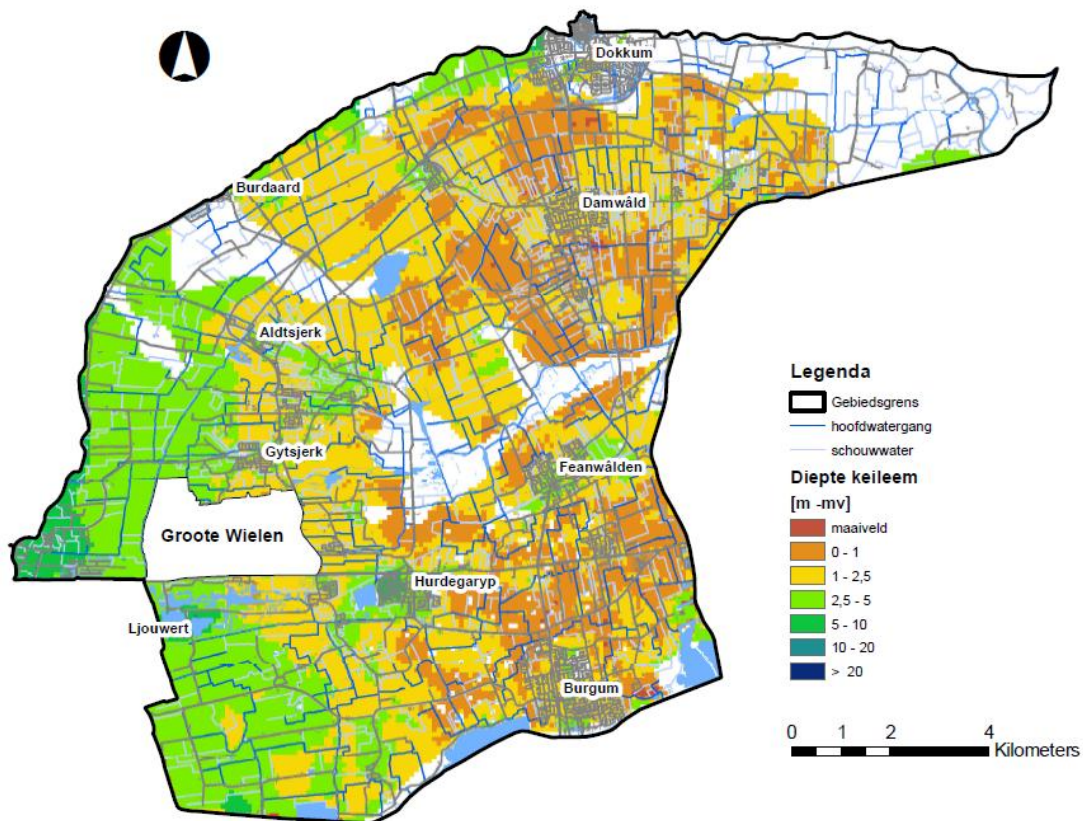 Dokkum
Burdaard
Damwâld
Aldtsjerk
Gytsjerk
Feanwâlden
Groote Wielen
Hurdegaryp
Ljouwert
Burgum
Legenda
Gebiedsgrens
hoofdwatergang
schouwwater
Diepte keileem
[m -mv]
maaiveld
0 - 1
1 - 2,5
2,5 - 5
5 - 10
10 - 20
> 20
0 1 2 4
Kilometers